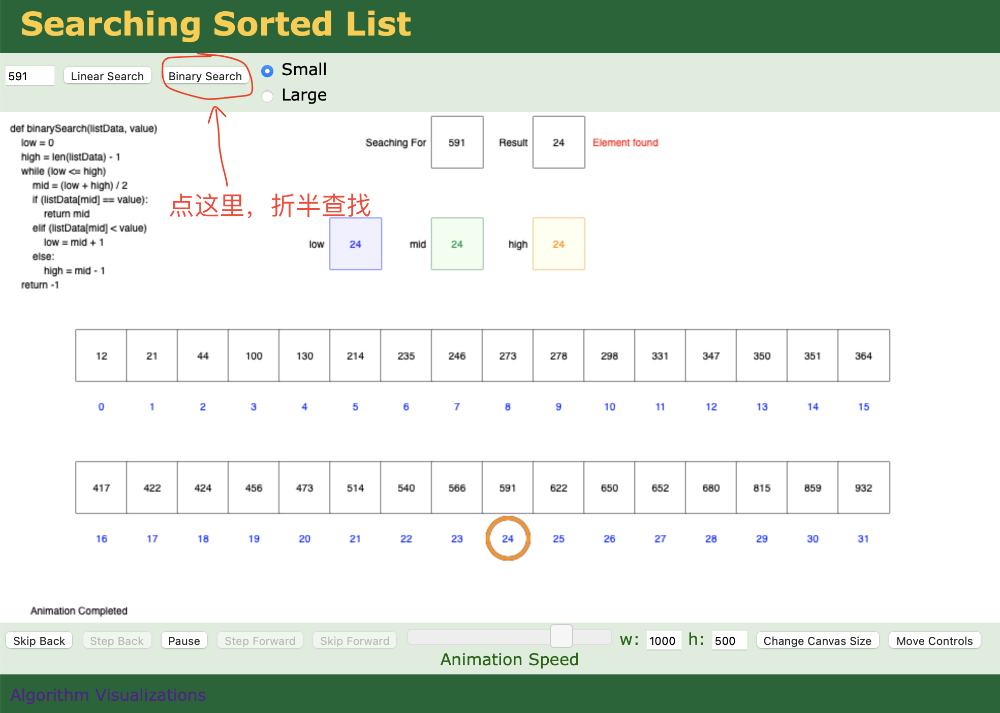 Searching Sorted List
591 Linear Search Binary Search Small
Large
def binarySearch(listData, value)
low = 0
high = len(listData) - 1
while (low <= high)
mid = (low + high) / 2
if (listData[mid] == value):
return mid
elif (listData[mid] < value)
low = mid + 1
else:
high = mid - 1
return -1
Seaching For 591 Result 24 Element found
点这里，折半查找
low 24 mid 24 high 24
12 21 44 100 130 214 235 246 273 278 298 331 347 350 351 364
0 1 2 3 4 5 6 7 8 9 10 11 12 13 14 15
417 422 424 456 473 514 540 566 591 622 650 652 680 815 859 932
16 17 18 19 20 21 22 23 24 25 26 27 28 29 30 31
Animation Completed
Skip Back Step Back Pause Step Forward Skip Forward w: 1000 h: 500 Change Canvas Size Move Controls
Animation Speed
Algorithm Visualizations